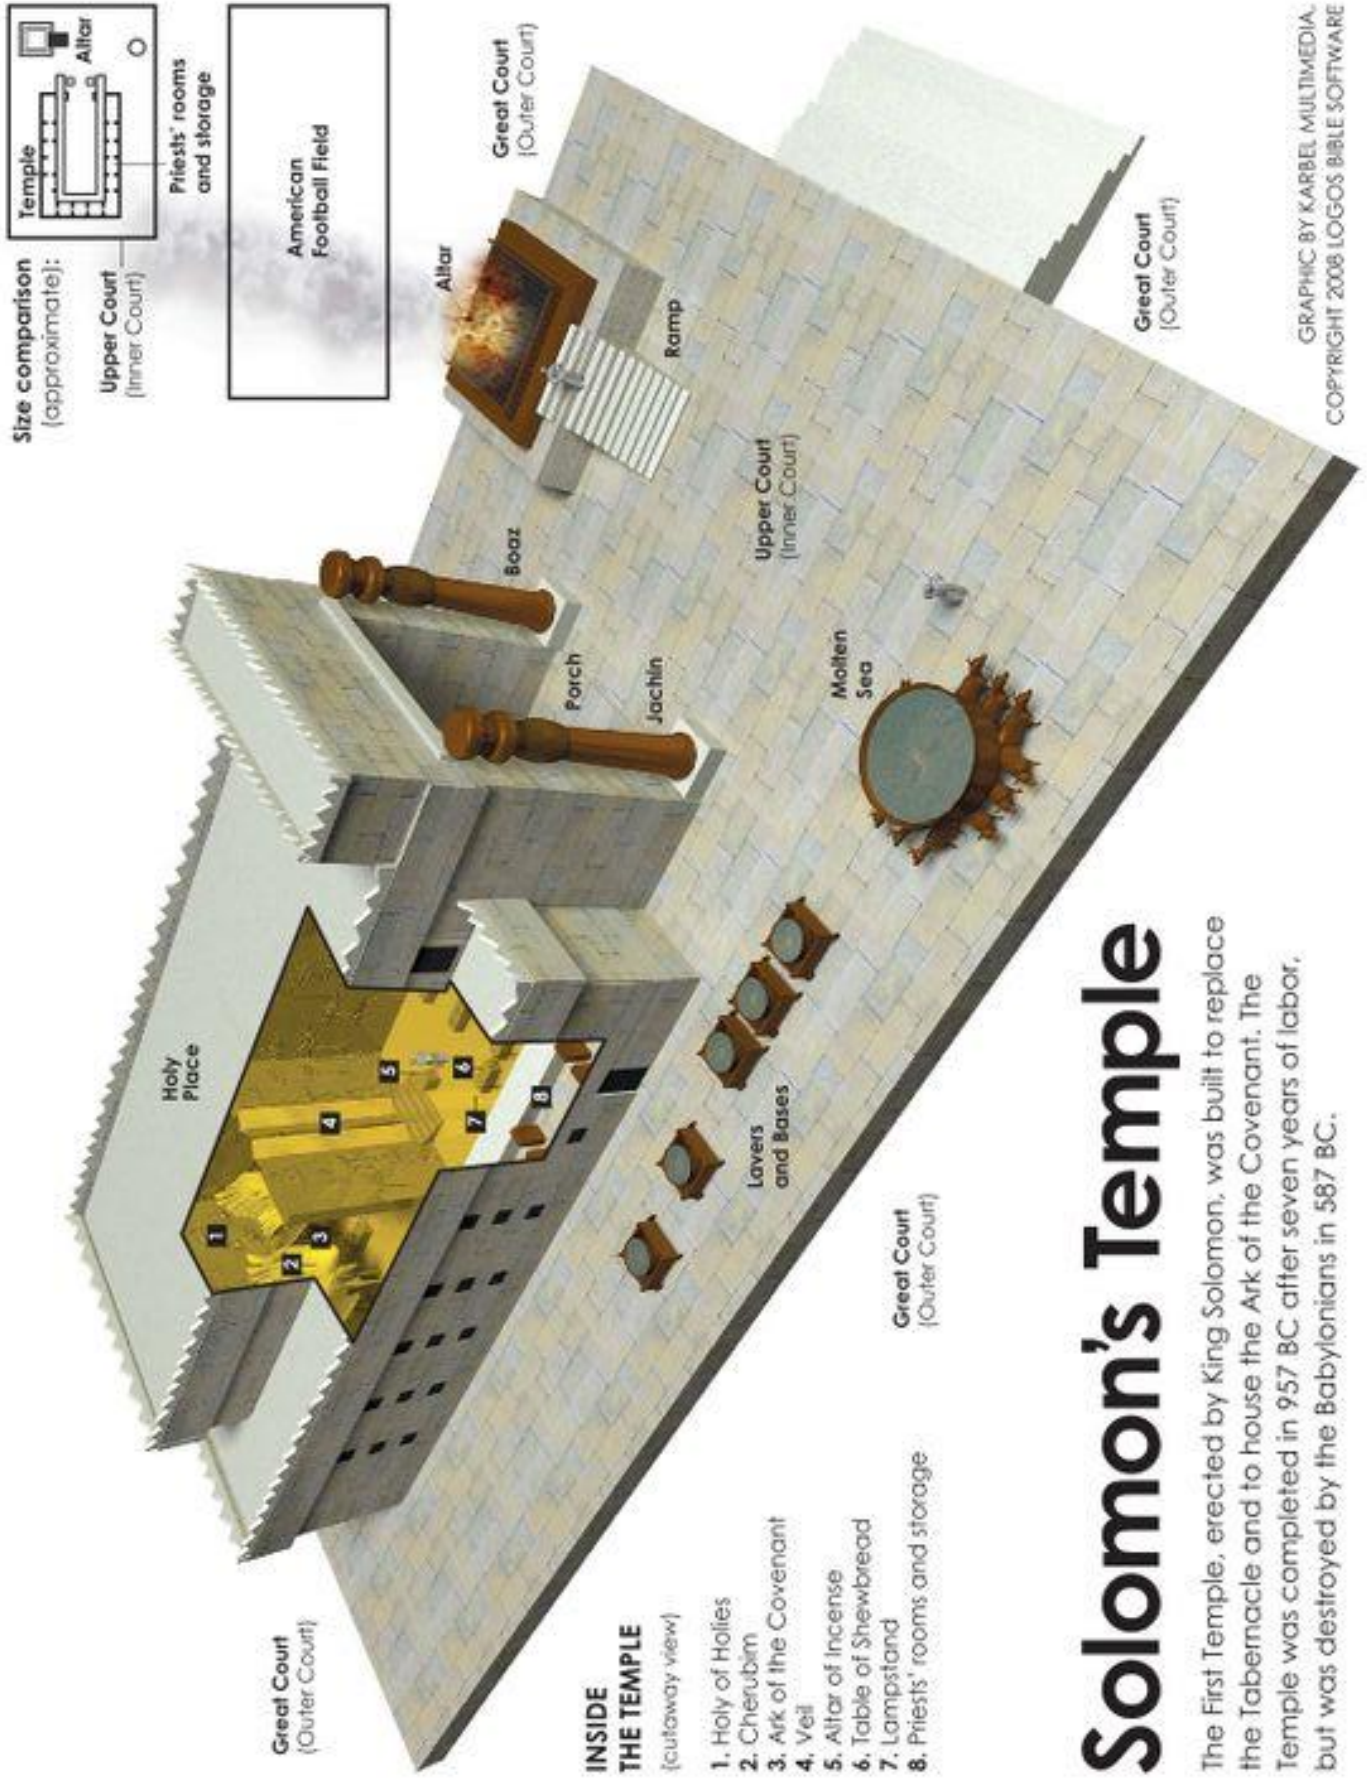 Size comparison
(approximate):
Upper Court
(Inner Court)
Temple
Altar
Priests' rooms
and storage
American
Football Field
Great Court
(Outer Court)
Altar
Ramp
Boaz
Porch
Jachin
Upper Court
(Inner Court)
Molten
Sea
Great Court
(Outer Court)
Holy
Place
1
2
3
4
5
6
7
8
Lavers
and Bases
Great Court
(Outer Court)
Great Court
(Outer Court)
INSIDE
THE TEMPLE
(cutaway view)
1. Holy of Holies
2. Cherubim
3. Ark of the Covenant
4. Veil
5. Altar of Incense
6. Table of Shewbread
7. Lampstand
8. Priests' rooms and storage
Solomon's Temple
The First Temple, erected by King Solomon, was built to replace
the Tabernacle and to house the Ark of the Covenant. The
Temple was completed in 957 BC after seven years of labor,
but was destroyed by the Babylonians in 587 BC.
GRAPHIC BY KARBEL MULTIMEDIA,
COPYRIGHT 2008 LOGOS BIBLE SOFTWARE